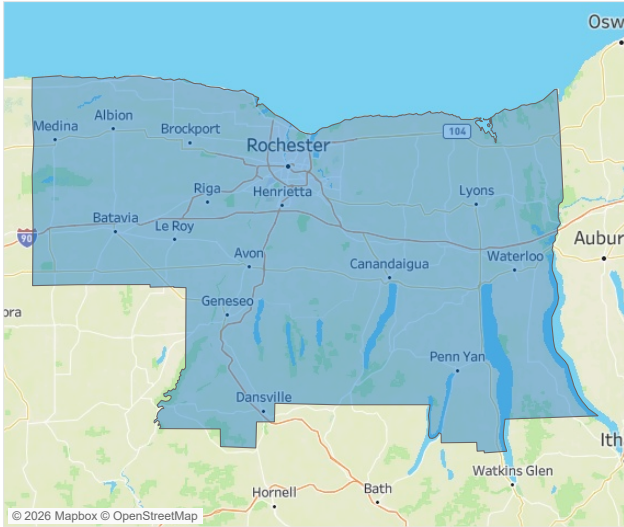 Osw
104
Medina
Albion
Brockport
Rochester
Riga
Henrietta
Lyons
Batavia
Le Roy
90
Avon
Canandaigua
Waterloo
Aubur
ora
Geneseo
Penn Yan
Dansville
Ith
Watkins Glen
Hornell
Bath
© 2026 Mapbox © OpenStreetMap